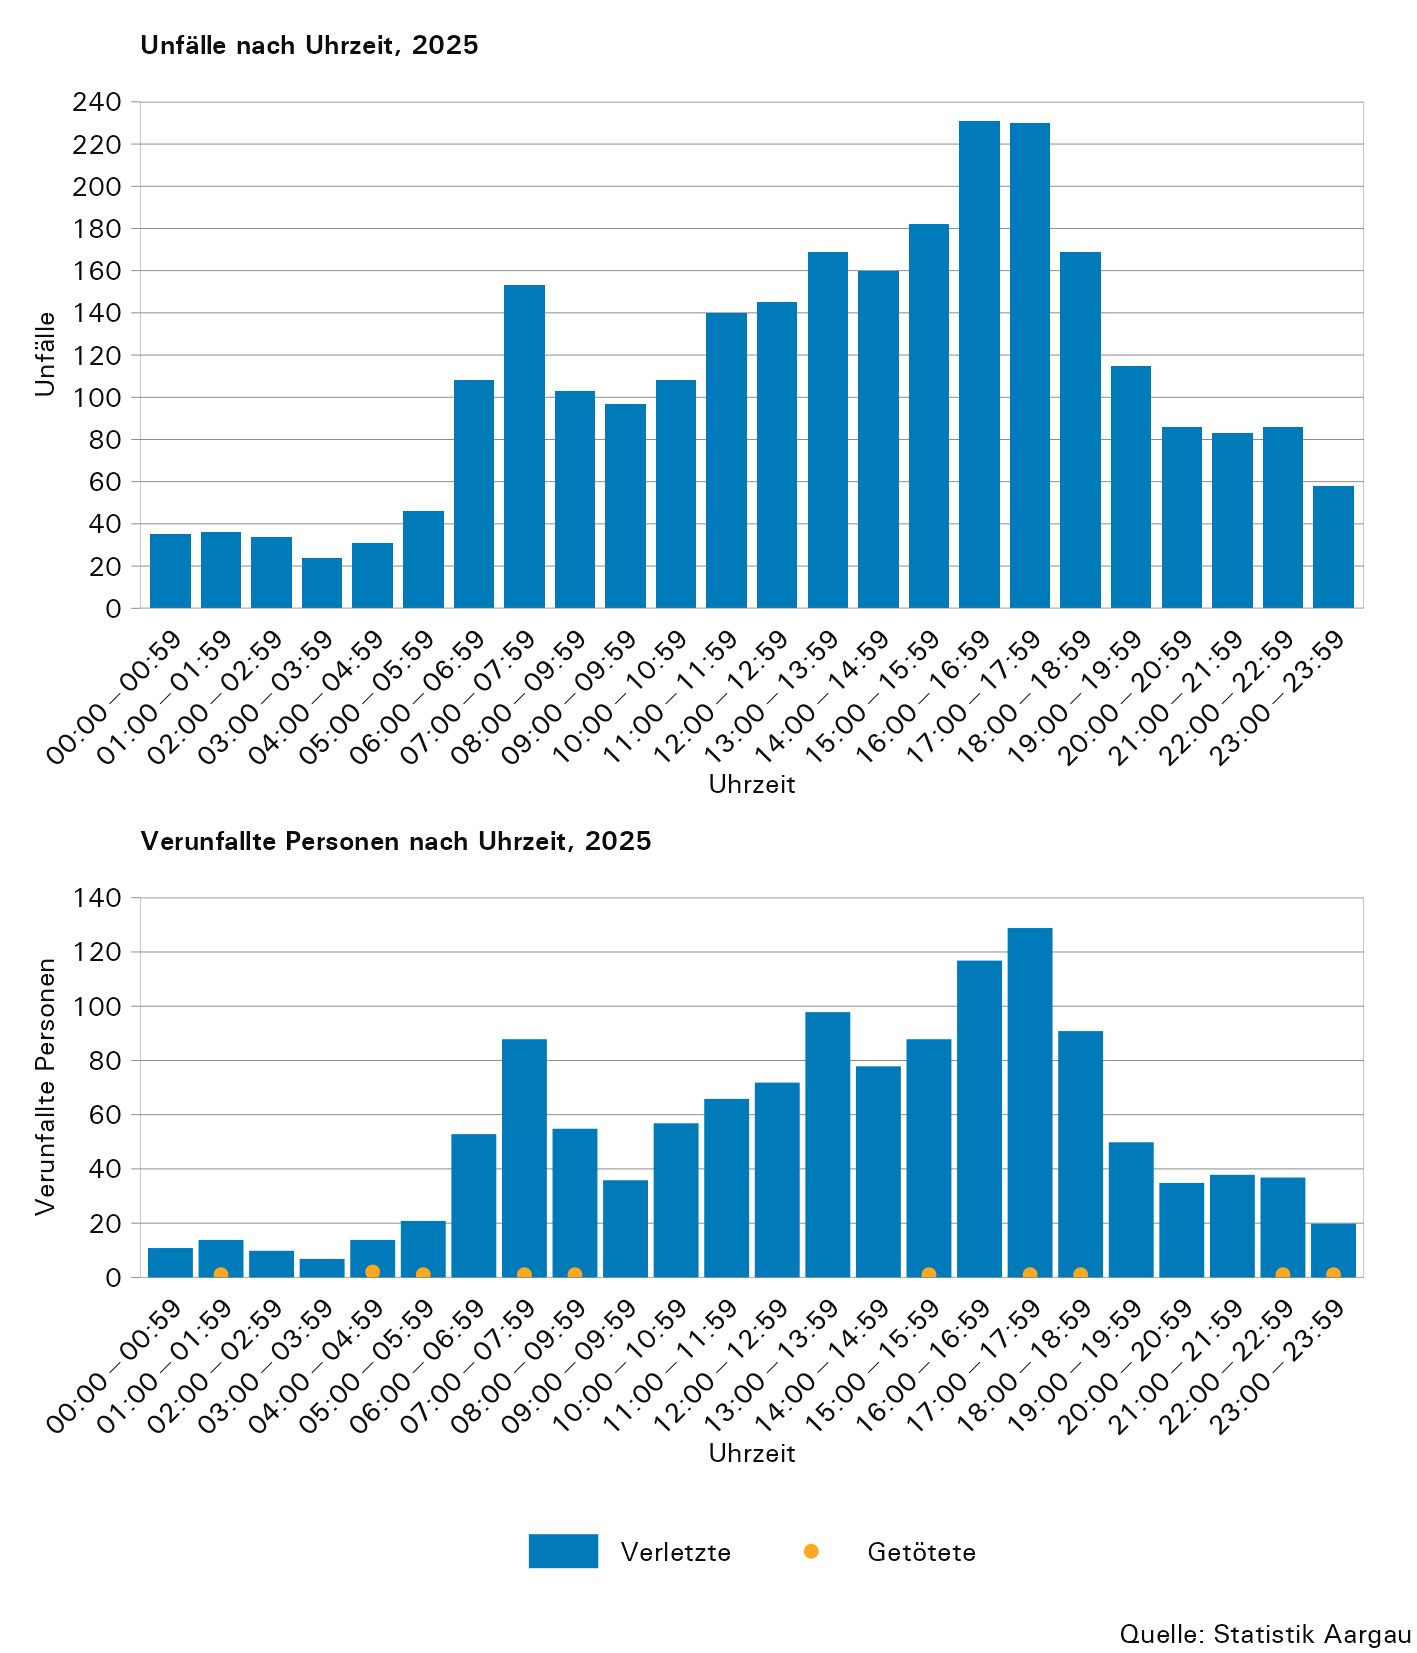 Unfälle nach Uhrzeit, 2025
240
220
200
180
160
140
120
100
80
60
40
20
0
Unfälle
00:00 – 00:59
01:00 – 01:59
02:00 – 02:59
03:00 – 03:59
04:00 – 04:59
05:00 – 05:59
06:00 – 06:59
07:00 – 07:59
08:00 – 09:59
09:00 – 09:59
10:00 – 10:59
11:00 – 11:59
12:00 – 12:59
13:00 – 13:59
14:00 – 14:59
15:00 – 15:59
16:00 – 16:59
17:00 – 17:59
18:00 – 18:59
19:00 – 19:59
20:00 – 20:59
21:00 – 21:59
22:00 – 22:59
23:00 – 23:59
Uhrzeit
Verunfallte Personen nach Uhrzeit, 2025
140
120
100
80
60
40
20
0
Verunfallte Personen
00:00 – 00:59
01:00 – 01:59
02:00 – 02:59
03:00 – 03:59
04:00 – 04:59
05:00 – 05:59
06:00 – 06:59
07:00 – 07:59
08:00 – 09:59
09:00 – 09:59
10:00 – 10:59
11:00 – 11:59
12:00 – 12:59
13:00 – 13:59
14:00 – 14:59
15:00 – 15:59
16:00 – 16:59
17:00 – 17:59
18:00 – 18:59
19:00 – 19:59
20:00 – 20:59
21:00 – 21:59
22:00 – 22:59
23:00 – 23:59
Uhrzeit
Verletzte
Getötete
Quelle: Statistik Aargau